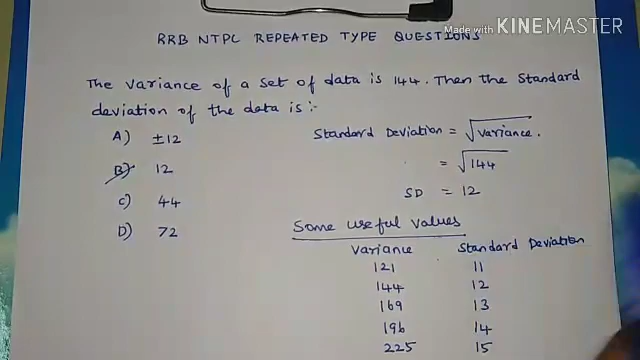 Made with KINEMASTER
RRB NTPC REPEATED TYPE QUESTIONS
The variance of a set of data is 144. Then the Standard
deviation of the data is :-
A) ±12
B) 12
C) 44
D) 72
Standard Deviation = √variance.
= √144
SD = 12
Some useful values
Variance Standard Deviation
121 11
144 12
169 13
196 14
225 15